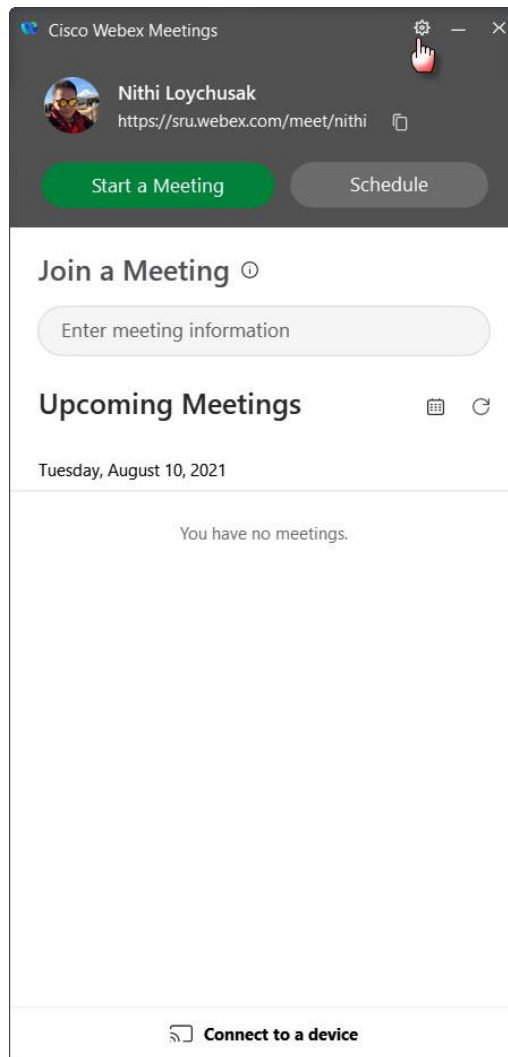 Cisco Webex Meetings
Nithi Loychusak
https://sru.webex.com/meet/nithi
Start a Meeting
Schedule
Join a Meeting
Enter meeting information
Upcoming Meetings
Tuesday, August 10, 2021
You have no meetings.
Connect to a device